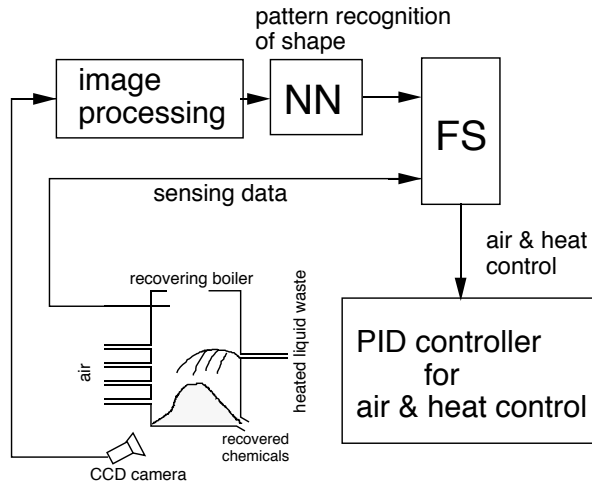 pattern recognition
of shape
image
processing
NN
FS
sensing data
air & heat
control
recovering boiler
air
heated liquid waste
PID controller
for
air & heat control
recovered
chemicals
CCD camera